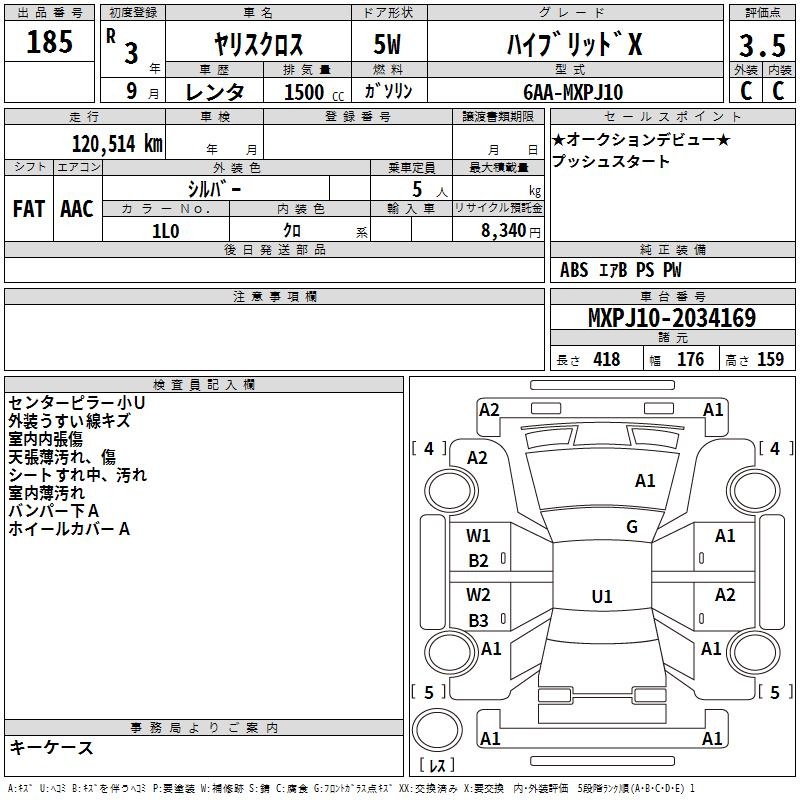 出品番号
185
初度登録
R 3 年
9 月
車名
ヤリスクロス
ドア形状
5W
グレード
ハイブリッドX
評価点
3.5
外装 内装
C C
車歴
レンタ
排気量
1500 CC
燃料
ガソリン
型式
6AA-MXPJ10
走行
120,514 km
車検
年 月
登録番号
譲渡書類期限
月 日
シフト
FAT
エアコン
AAC
外装色
シルバー
乗車定員
5 人
最大積載量
kg
カラーNo.
1L0
内装色
クロ 系
輸入車
リサイクル預託金
8,340 円
後日発送部品
セールスポイント
★オークションデビュー★
プッシュスタート
純正装備
ABS エアB PS PW
注意事項欄
車台番号
MXPJ10-2034169
諸元
長さ 418 幅 176 高さ 159
検査員記入欄
センターピラー小U
外装うすい線キズ
室内内張傷
天張薄汚れ、傷
シートすれ中、汚れ
室内薄汚れ
バンパー下A
ホイールカバーA
事務局よりご案内
キーケース
A2 A1
[ 4 ] A2 [ 4 ]
A1
G
W1 A1
B2
W2 U1 A2
B3
A1 A1
[ 5 ] [ 5 ]
A1 A1
[ レス ]
A:キズ U:ヘコミ B:キズを伴うヘコミ P:要塗装 W:補修跡 S:錆 C:腐食 G:フロントガラス点キズ XX:交換済み X:要交換 内・外装評価 5段階ランク順(A・B・C・D・E) 1